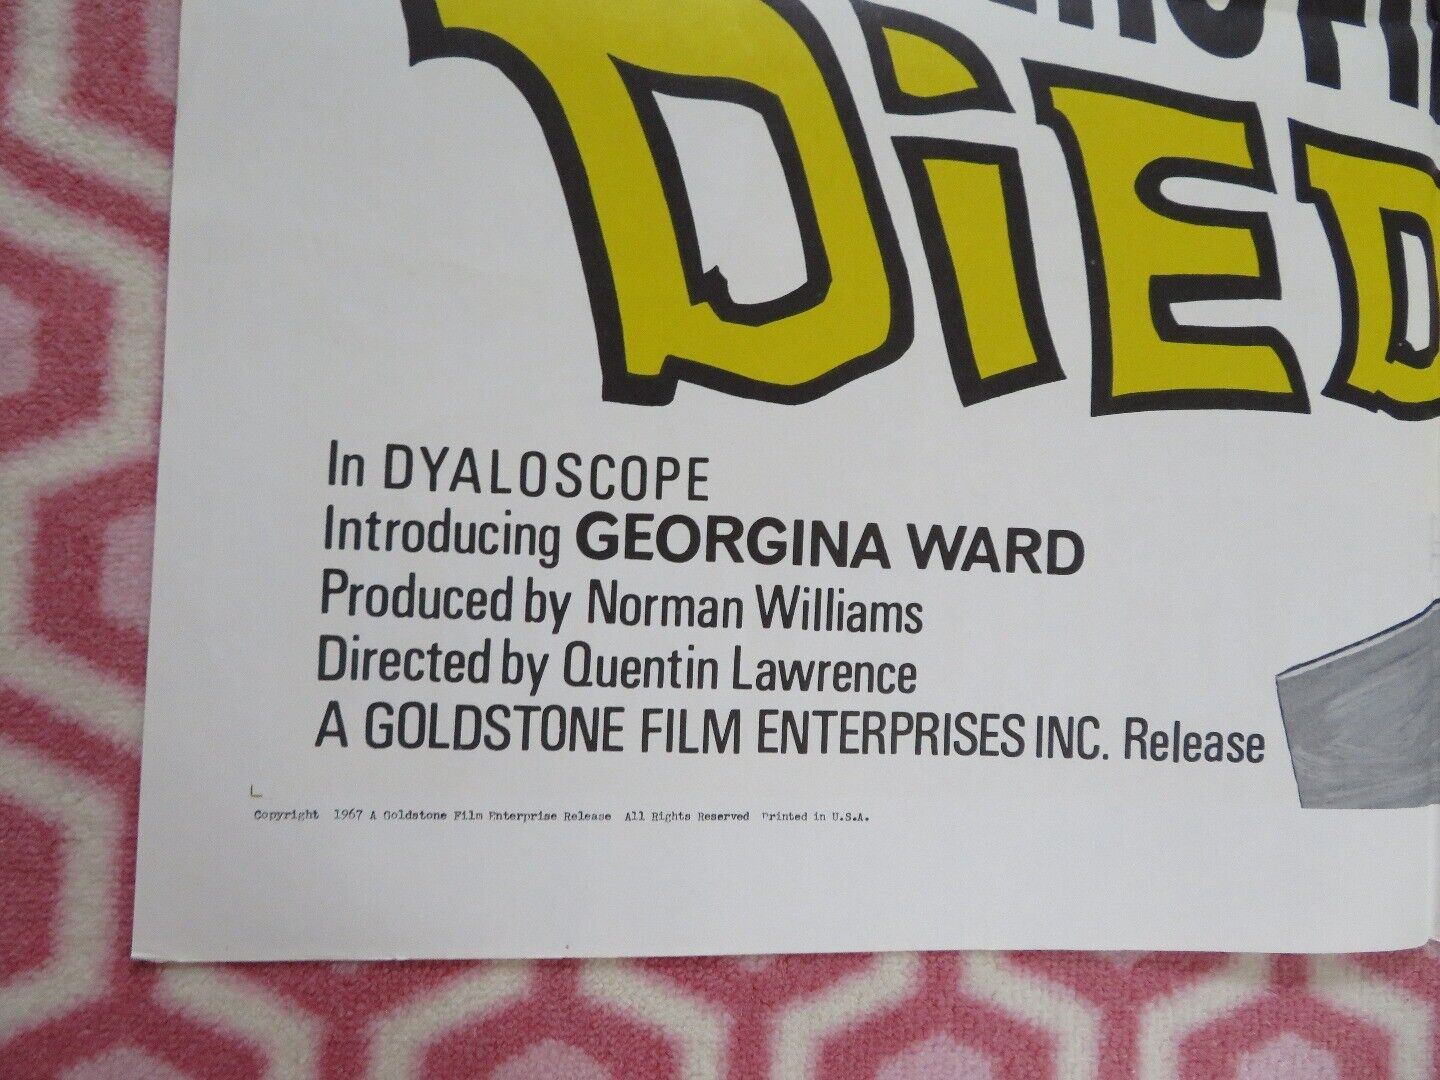 DiED
In DYALOSCOPE
Introducing GEORGINA WARD
Produced by Norman Williams
Directed by Quentin Lawrence
A GOLDSTONE FILM ENTERPRISES INC. Release
Copyright 1967 A Goldstone Film Enterprise Release All Rights Reserved Printed in U.S.A.